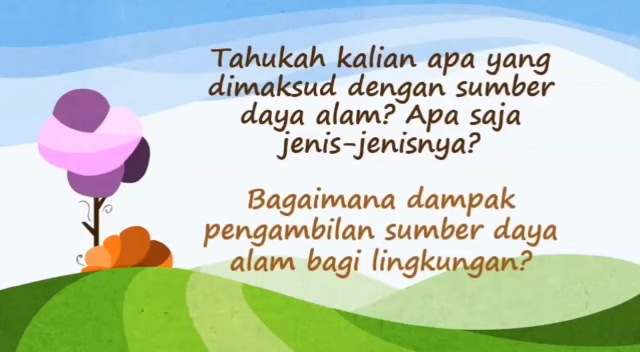 Tahukah kalian apa yang
dimaksud dengan sumber
daya alam? Apa saja
jenis-jenisnya?
Bagaimana dampak
pengambilan sumber daya
alam bagi lingkungan?